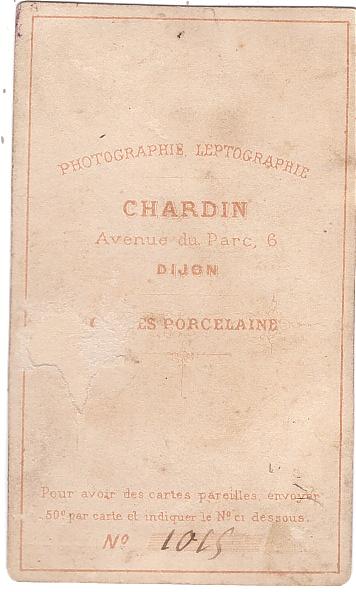 PHOTOGRAPHIE, LEPTOGRAPHIE
CHARDIN
Avenue du Parc, 6
DIJON
PORCELAINE
Pour avoir des cartes pareilles, envoyer
50c par carte et indiquer le No ci dessous.
No 1015